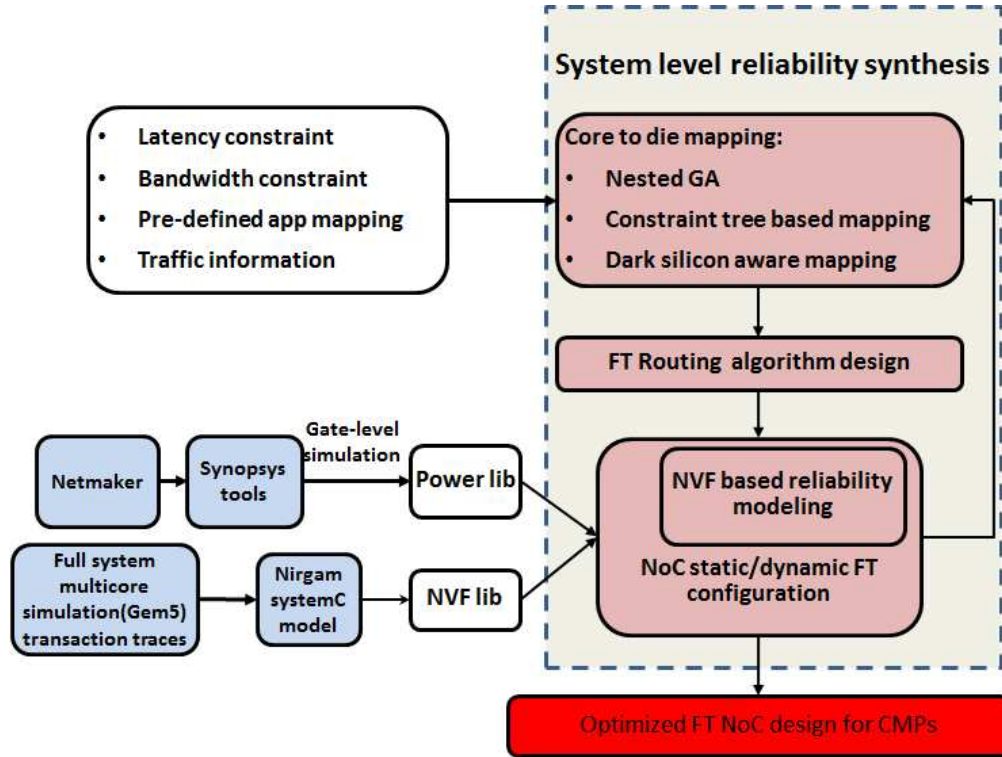 System level reliability synthesis
• Latency constraint
• Bandwidth constraint
• Pre-defined app mapping
• Traffic information
Core to die mapping:
• Nested GA
• Constraint tree based mapping
• Dark silicon aware mapping
FT Routing algorithm design
Netmaker
Synopsys
tools
Gate-level
simulation
Power lib
Full system
multicore
simulation(Gem5)
transaction traces
Nirgam
systemC
model
NVF lib
NVF based reliability
modeling
NoC static/dynamic FT
configuration
Optimized FT NoC design for CMPs